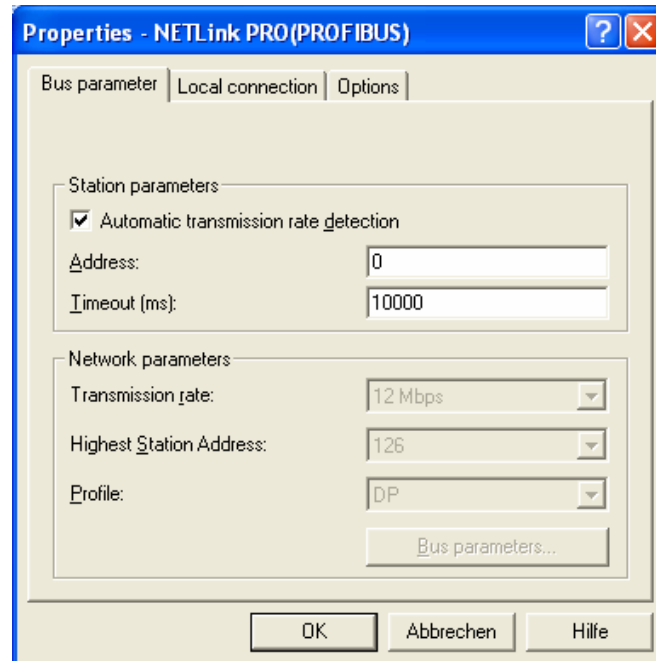 Properties - NETLink PRO(PROFIBUS)
Bus parameter Local connection Options
Station parameters
Automatic transmission rate detection
Address: 0
Timeout (ms): 10000
Network parameters
Transmission rate: 12 Mbps
Highest Station Address: 126
Profile: DP
Bus parameters...
OK Abbrechen Hilfe